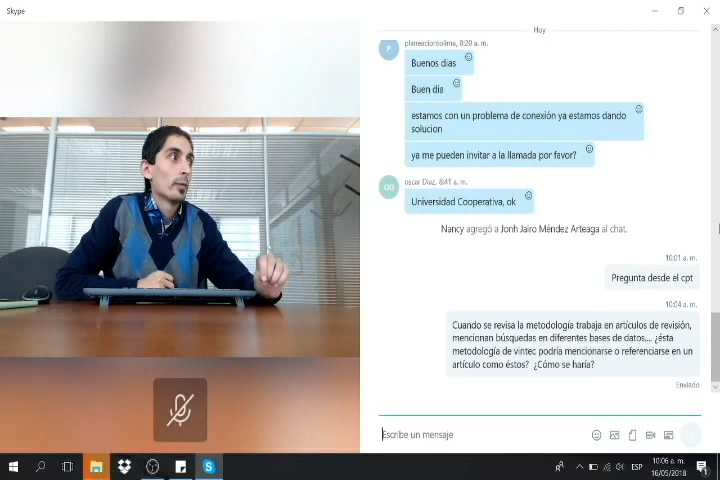 Skype
Hoy
P
planeaciontolima, 8:20 a. m.
Buenos dias
Buen dia
estamos con un problema de conexión ya estamos dando
solucion
ya me pueden invitar a la llamada por favor?
OD
oscar Diaz, 8:41 a. m.
Universidad Cooperativa, ok
Nancy agregó a Jonh Jairo Méndez Arteaga al chat.
10:01 a. m.
Pregunta desde el cpt
10:04 a. m.
Cuando se revisa la metodología trabaja en artículos de revisión,
mencionan búsquedas en diferentes bases de datos.... ¿ésta
metodología de vintec podría mencionarse o referenciarse en un
artículo como éstos? ¿Cómo se haría?
Enviado
Escribe un mensaje
ESP
10:06 a. m.
16/05/2018